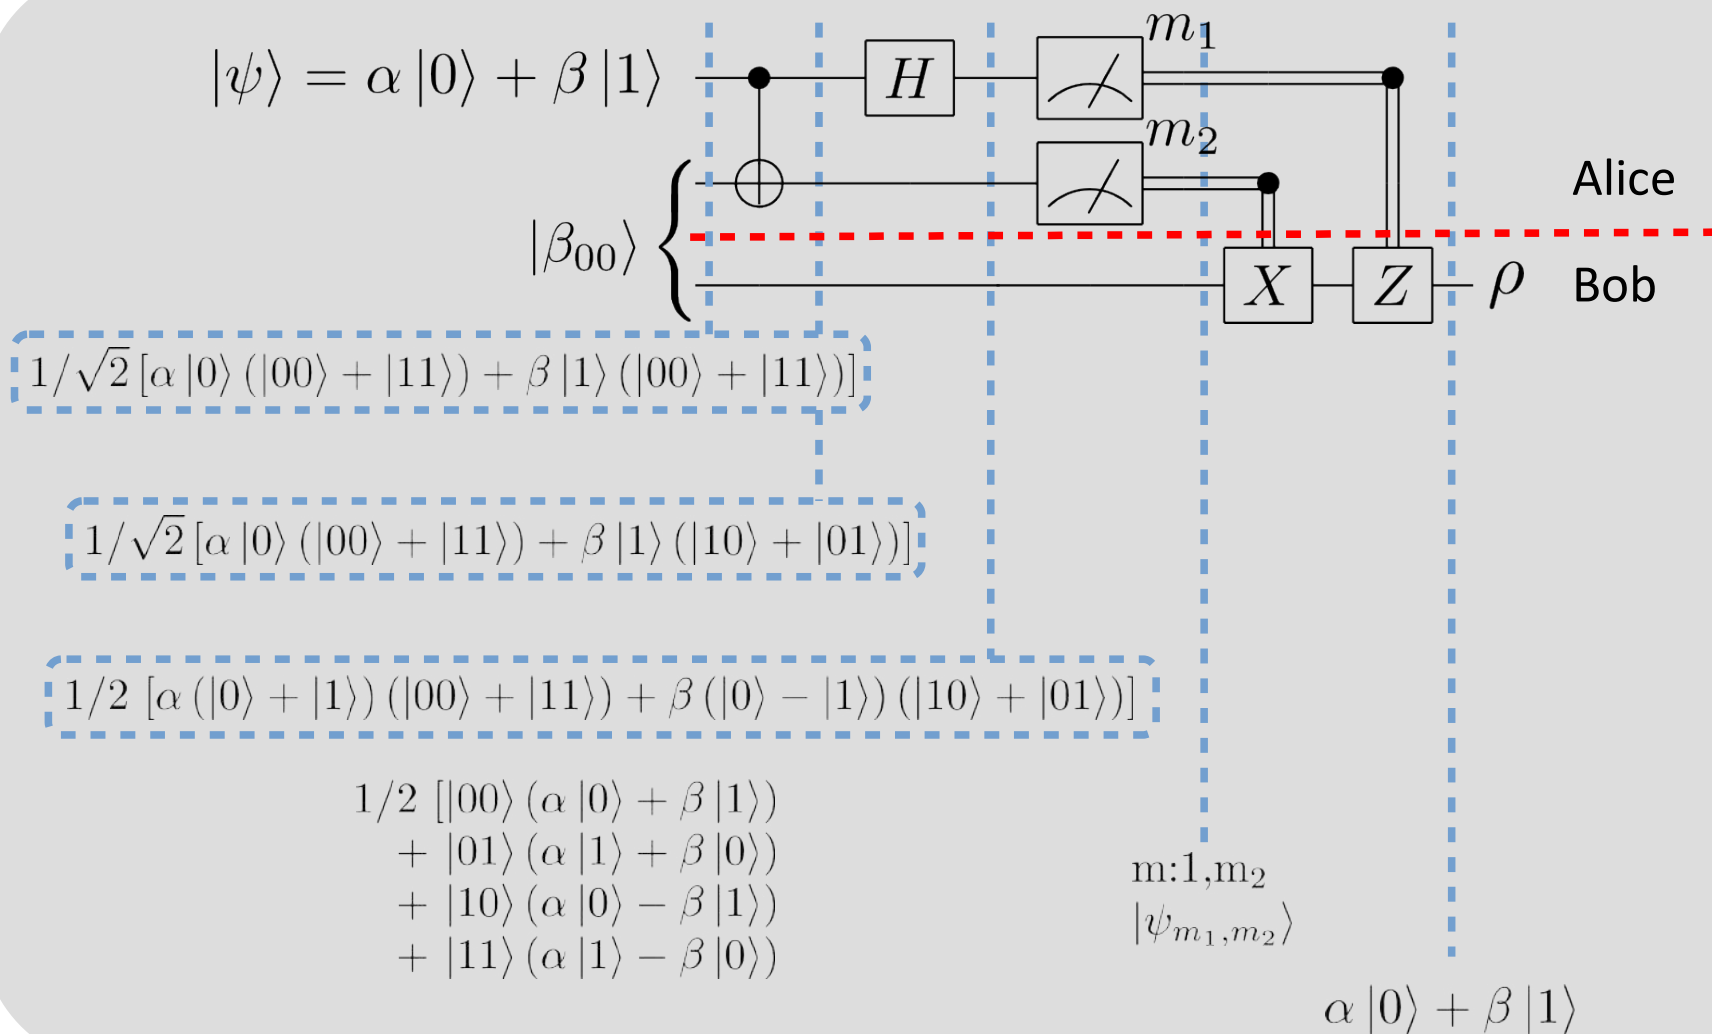 |ψ⟩ = α|0⟩ + β|1⟩
H
m₁
m₂
Alice
|β₀₀⟩
X
Z
ρ
Bob
1/√2 [α|0⟩ (|00⟩ + |11⟩) + β|1⟩ (|00⟩ + |11⟩)]
1/√2 [α|0⟩ (|00⟩ + |11⟩) + β|1⟩ (|10⟩ + |01⟩)]
1/2 [α (|0⟩ + |1⟩) (|00⟩ + |11⟩) + β (|0⟩ − |1⟩) (|10⟩ + |01⟩)]
1/2 [|00⟩ (α|0⟩ + β|1⟩)
+ |01⟩ (α|1⟩ + β|0⟩)
+ |10⟩ (α|0⟩ − β|1⟩)
+ |11⟩ (α|1⟩ − β|0⟩)
m:1,m₂
|ψ_{m₁,m₂}⟩
α|0⟩ + β|1⟩